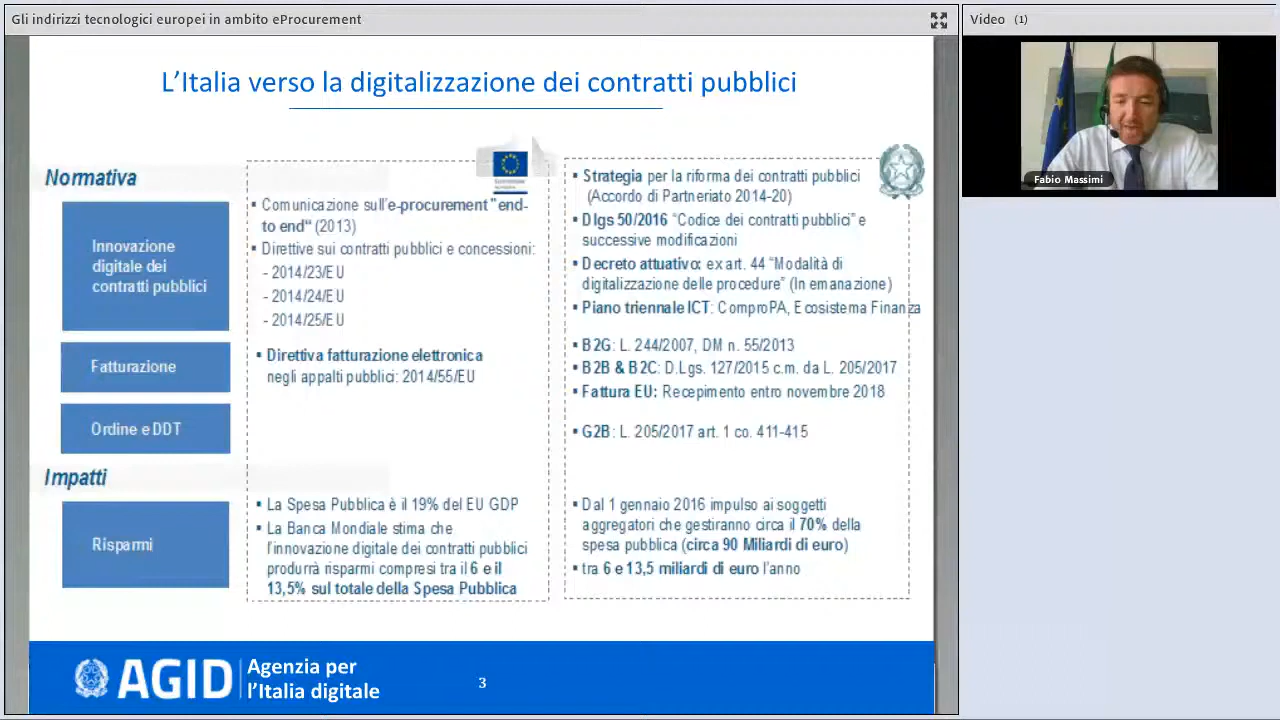 Gli indirizzi tecnologici europei in ambito eProcurement
Video (1)
Fabio Massimi
L'Italia verso la digitalizzazione dei contratti pubblici
Normativa
Innovazione
digitale dei
contratti pubblici
Fatturazione
Ordine e DDT
Impatti
Risparmi
▪ Comunicazione sull'e-procurement "end-
to end" (2013)
▪ Direttive sui contratti pubblici e concessioni:
- 2014/23/EU
- 2014/24/EU
- 2014/25/EU
▪ Direttiva fatturazione elettronica
negli appalti pubblici: 2014/55/EU
▪ La Spesa Pubblica è il 19% del EU GDP
▪ La Banca Mondiale stima che
l'innovazione digitale dei contratti pubblici
produrrà risparmi compresi tra il 6 e il
13,5% sul totale della Spesa Pubblica
▪ Strategia per la riforma dei contratti pubblici
(Accordo di Partneriato 2014-20)
▪ Dlgs 50/2016 "Codice dei contratti pubblici" e
successive modificazioni
▪ Decreto attuativo: ex art. 44 "Modalità di
digitalizzazione delle procedure" (In emanazione)
▪ Piano triennale ICT: ComproPA, Ecosistema Finanza
▪ B2G: L. 244/2007, DM n. 55/2013
▪ B2B & B2C: D.Lgs. 127/2015 c.m. da L. 205/2017
▪ Fattura EU: Recepimento entro novembre 2018
▪ G2B: L. 205/2017 art. 1 co. 411-415
▪ Dal 1 gennaio 2016 impulso ai soggetti
aggregatori che gestiranno circa il 70% della
spesa pubblica (circa 90 Miliardi di euro)
▪ tra 6 e 13,5 miliardi di euro l'anno
AGID
Agenzia per
l'Italia digitale
3